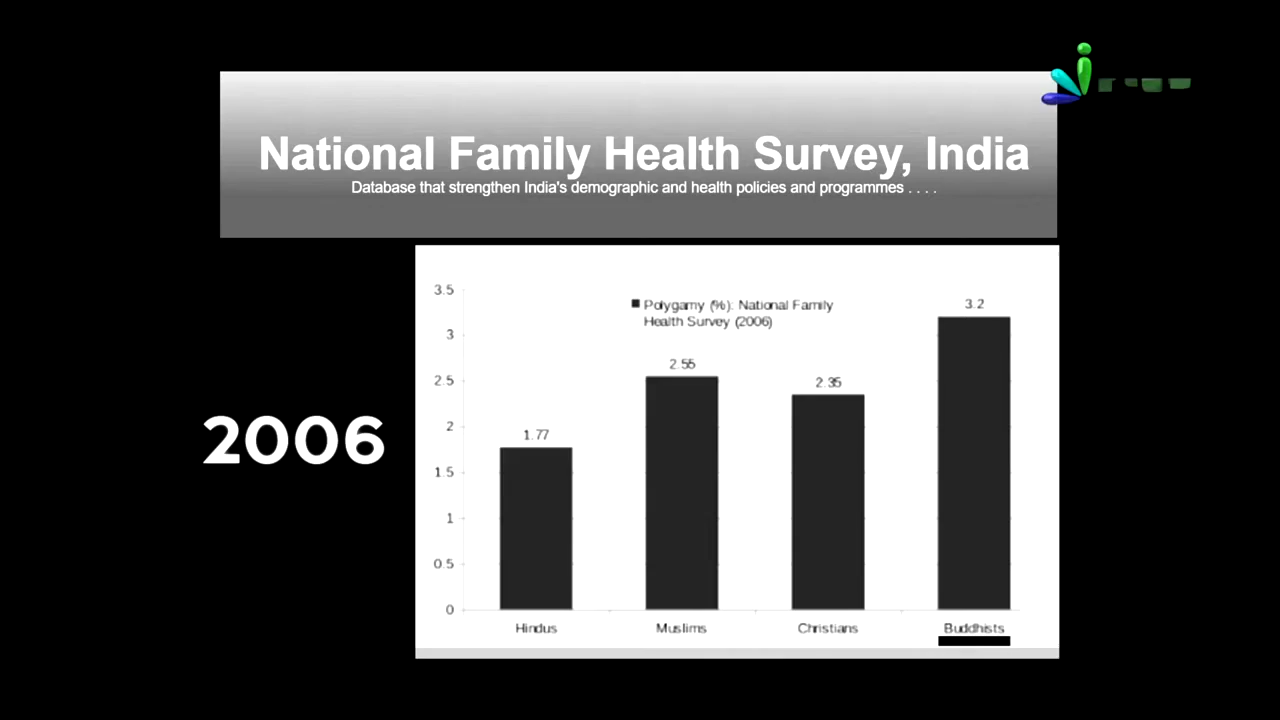 National Family Health Survey, India
Database that strengthen India's demographic and health policies and programmes . . . .
2006
Polygamy (%): National Family
Health Survey (2006)
3.5
3
2.5
2
1.5
1
0.5
0
1.77
2.55
2.35
3.2
Hindus
Muslims
Christians
Buddhists